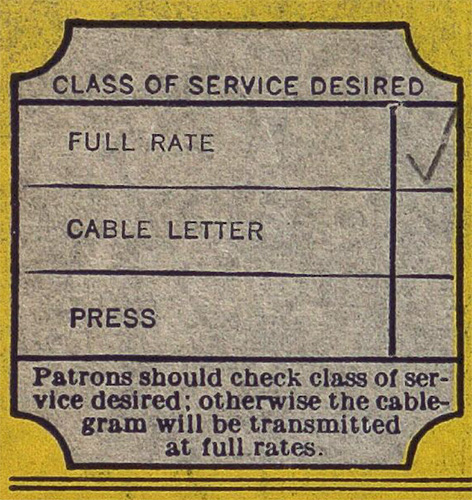 CLASS OF SERVICE DESIRED
FULL RATE
CABLE LETTER
PRESS
Patrons should check class of ser-
vice desired; otherwise the cable-
gram will be transmitted
at full rates.